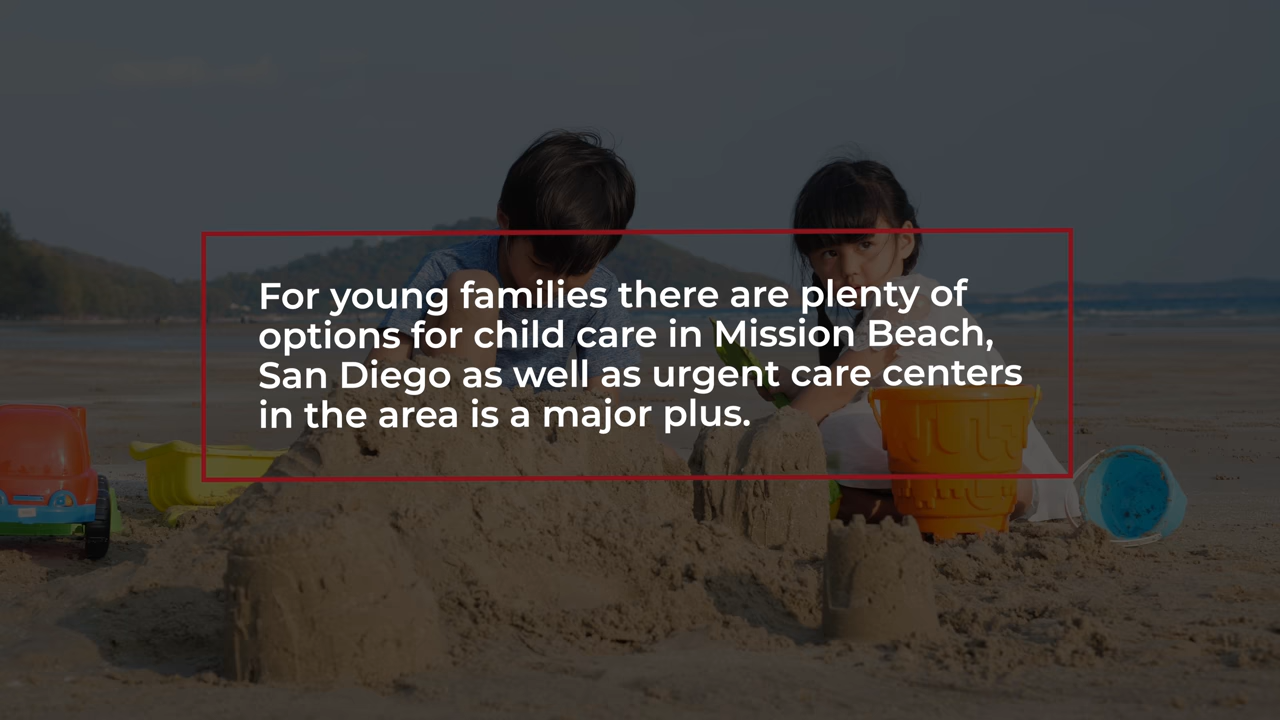 For young families there are plenty of
options for child care in Mission Beach,
San Diego as well as urgent care centers
in the area is a major plus.